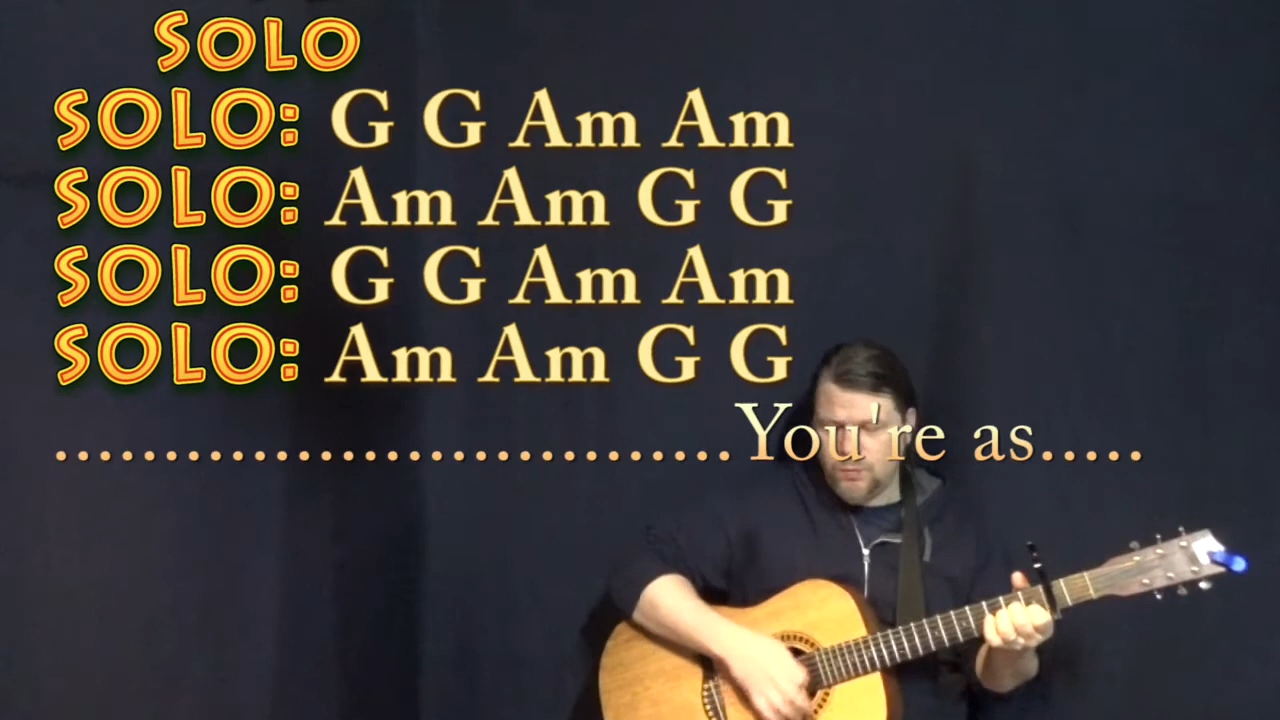 SOLO
SOLO: G G Am Am
SOLO: Am Am G G
SOLO: G G Am Am
SOLO: Am Am G G
...............................You're as.....